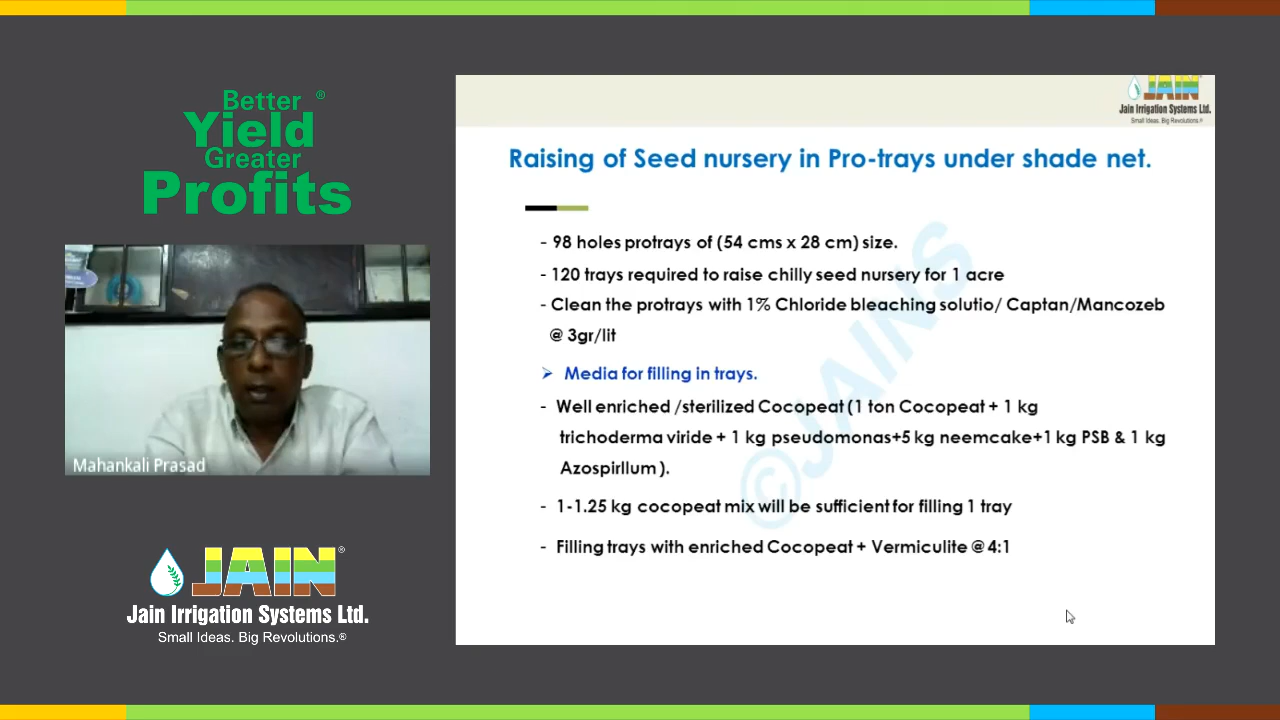 Better ®
Yield
Greater
Profits
Mahankali Prasad
JAIN ®
Jain Irrigation Systems Ltd.
Small Ideas. Big Revolutions.®
JAIN
Jain Irrigation Systems Ltd.
Small Ideas. Big Revolutions.®
Raising of Seed nursery in Pro-trays under shade net.
- 98 holes protrays of (54 cms x 28 cm) size.
- 120 trays required to raise chilly seed nursery for 1 acre
- Clean the protrays with 1% Chloride bleaching solutio/ Captan/Mancozeb
@ 3gr/lit
➢ Media for filling in trays.
- Well enriched /sterilized Cocopeat (1 ton Cocopeat + 1 kg
trichoderma viride + 1 kg pseudomonas+5 kg neemcake+1 kg PSB & 1 kg
Azospirllum ).
- 1-1.25 kg cocopeat mix will be sufficient for filling 1 tray
- Filling trays with enriched Cocopeat + Vermiculite @ 4:1
©JAINS